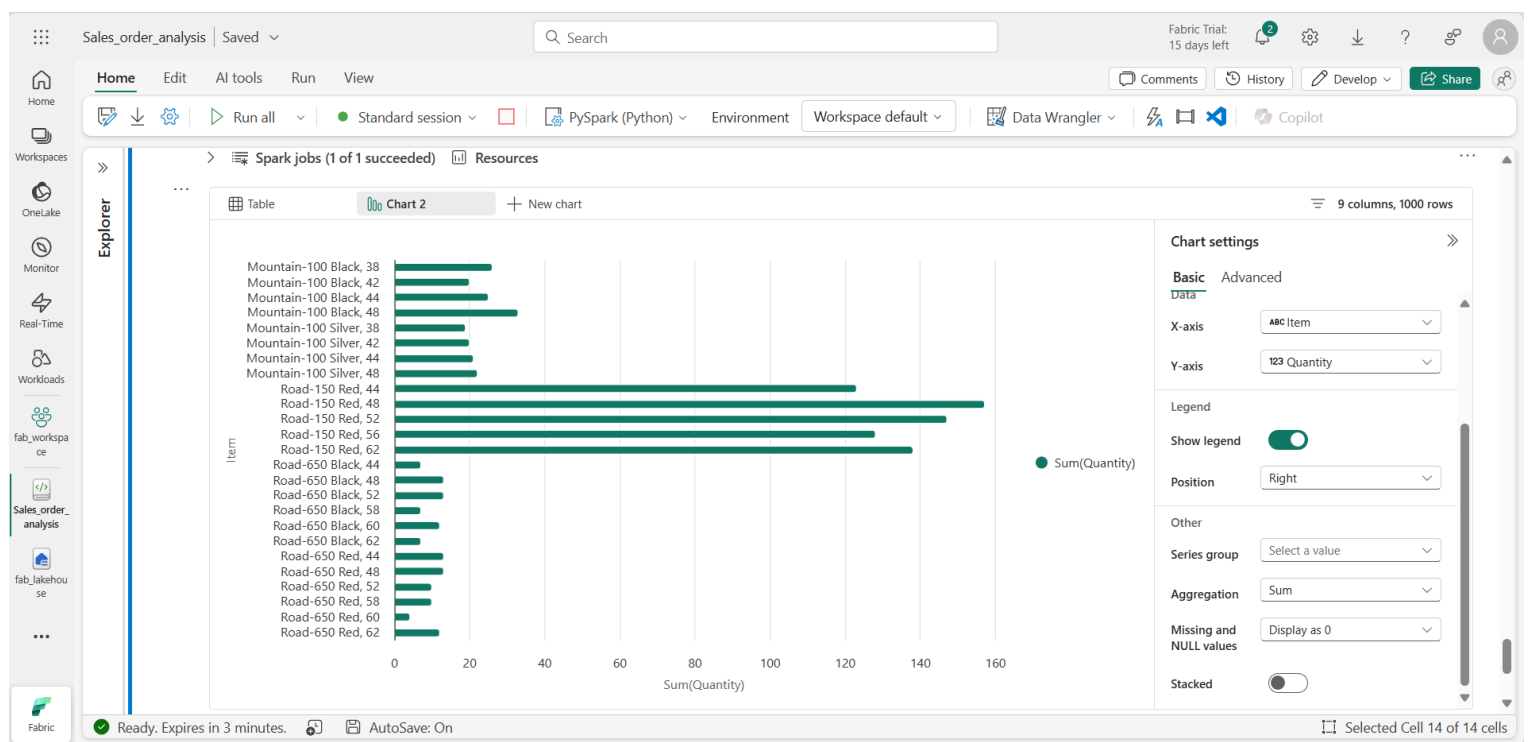 Sales_order_analysis | Saved
Search
Fabric Trial:
15 days left
2
?
A
Home
Edit
AI tools
Run
View
Comments
History
Develop
Share
Run all
Standard session
PySpark (Python)
Environment
Workspace default
Data Wrangler
Copilot
Home
Workspaces
OneLake
Monitor
Real-Time
Workloads
fab_workspa
ce
Sales_order_
analysis
fab_lakehou
se
Fabric
Explorer
Spark jobs (1 of 1 succeeded)
Resources
Table
Chart 2
New chart
9 columns, 1000 rows
Item
Mountain-100 Black, 38
Mountain-100 Black, 42
Mountain-100 Black, 44
Mountain-100 Black, 48
Mountain-100 Silver, 38
Mountain-100 Silver, 42
Mountain-100 Silver, 44
Mountain-100 Silver, 48
Road-150 Red, 44
Road-150 Red, 48
Road-150 Red, 52
Road-150 Red, 56
Road-150 Red, 62
Road-650 Black, 44
Road-650 Black, 48
Road-650 Black, 52
Road-650 Black, 58
Road-650 Black, 60
Road-650 Black, 62
Road-650 Red, 44
Road-650 Red, 48
Road-650 Red, 52
Road-650 Red, 58
Road-650 Red, 60
Road-650 Red, 62
0 20 40 60 80 100 120 140 160
Sum(Quantity)
Sum(Quantity)
Chart settings
Basic
Advanced
Data
X-axis
ABC Item
Y-axis
123 Quantity
Legend
Show legend
Position
Right
Other
Series group
Select a value
Aggregation
Sum
Missing and
NULL values
Display as 0
Stacked
Ready. Expires in 3 minutes.
AutoSave: On
Selected Cell 14 of 14 cells